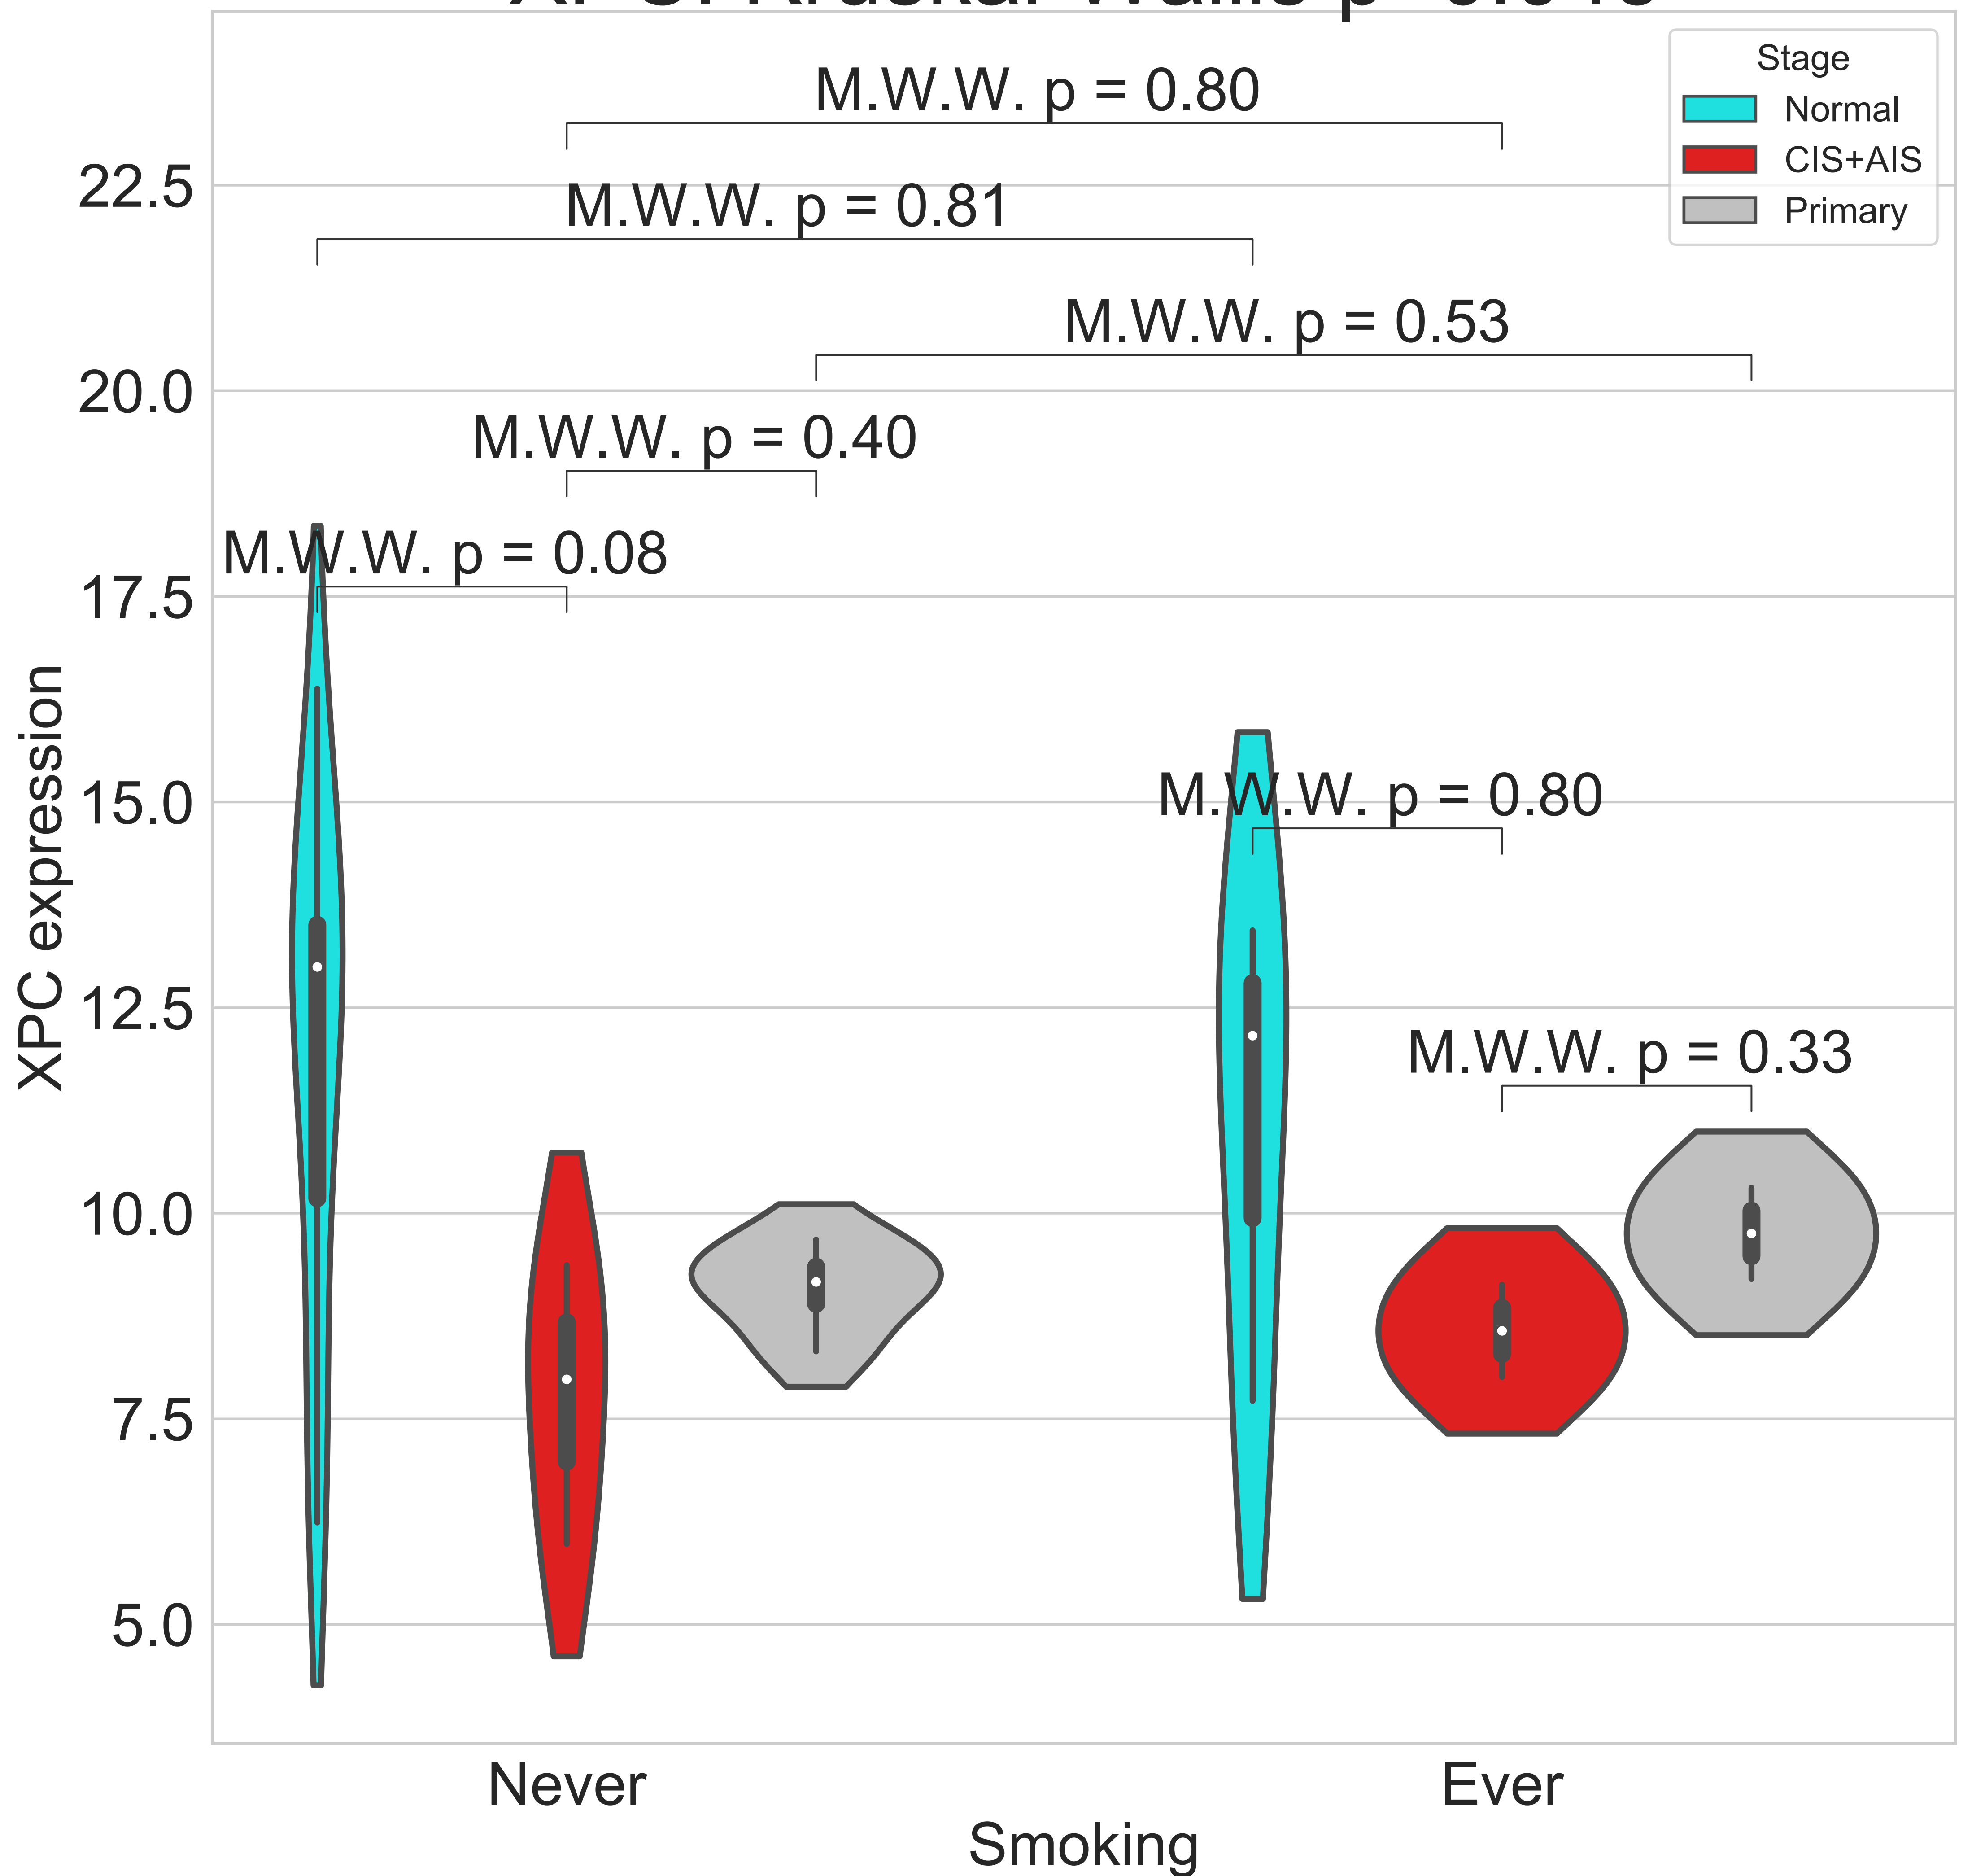 Stage
Normal
CIS+AIS
Primary
M.W.W. p = 0.80
M.W.W. p = 0.81
M.W.W. p = 0.53
M.W.W. p = 0.40
M.W.W. p = 0.08
M.W.W. p = 0.80
M.W.W. p = 0.33
22.5
20.0
17.5
15.0
12.5
10.0
7.5
5.0
XPC expression
Never
Ever
Smoking